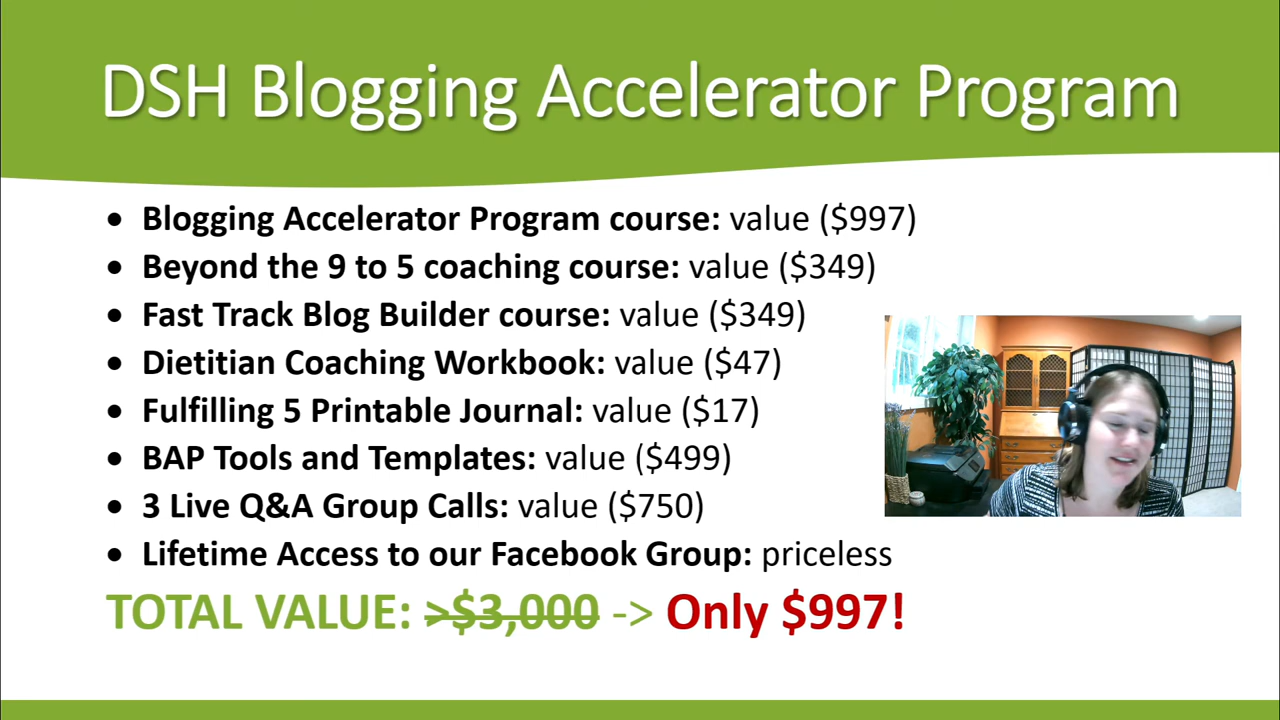 DSH Blogging Accelerator Program
• Blogging Accelerator Program course: value ($997)
• Beyond the 9 to 5 coaching course: value ($349)
• Fast Track Blog Builder course: value ($349)
• Dietitian Coaching Workbook: value ($47)
• Fulfilling 5 Printable Journal: value ($17)
• BAP Tools and Templates: value ($499)
• 3 Live Q&A Group Calls: value ($750)
• Lifetime Access to our Facebook Group: priceless
TOTAL VALUE: >$3,000 -> Only $997!